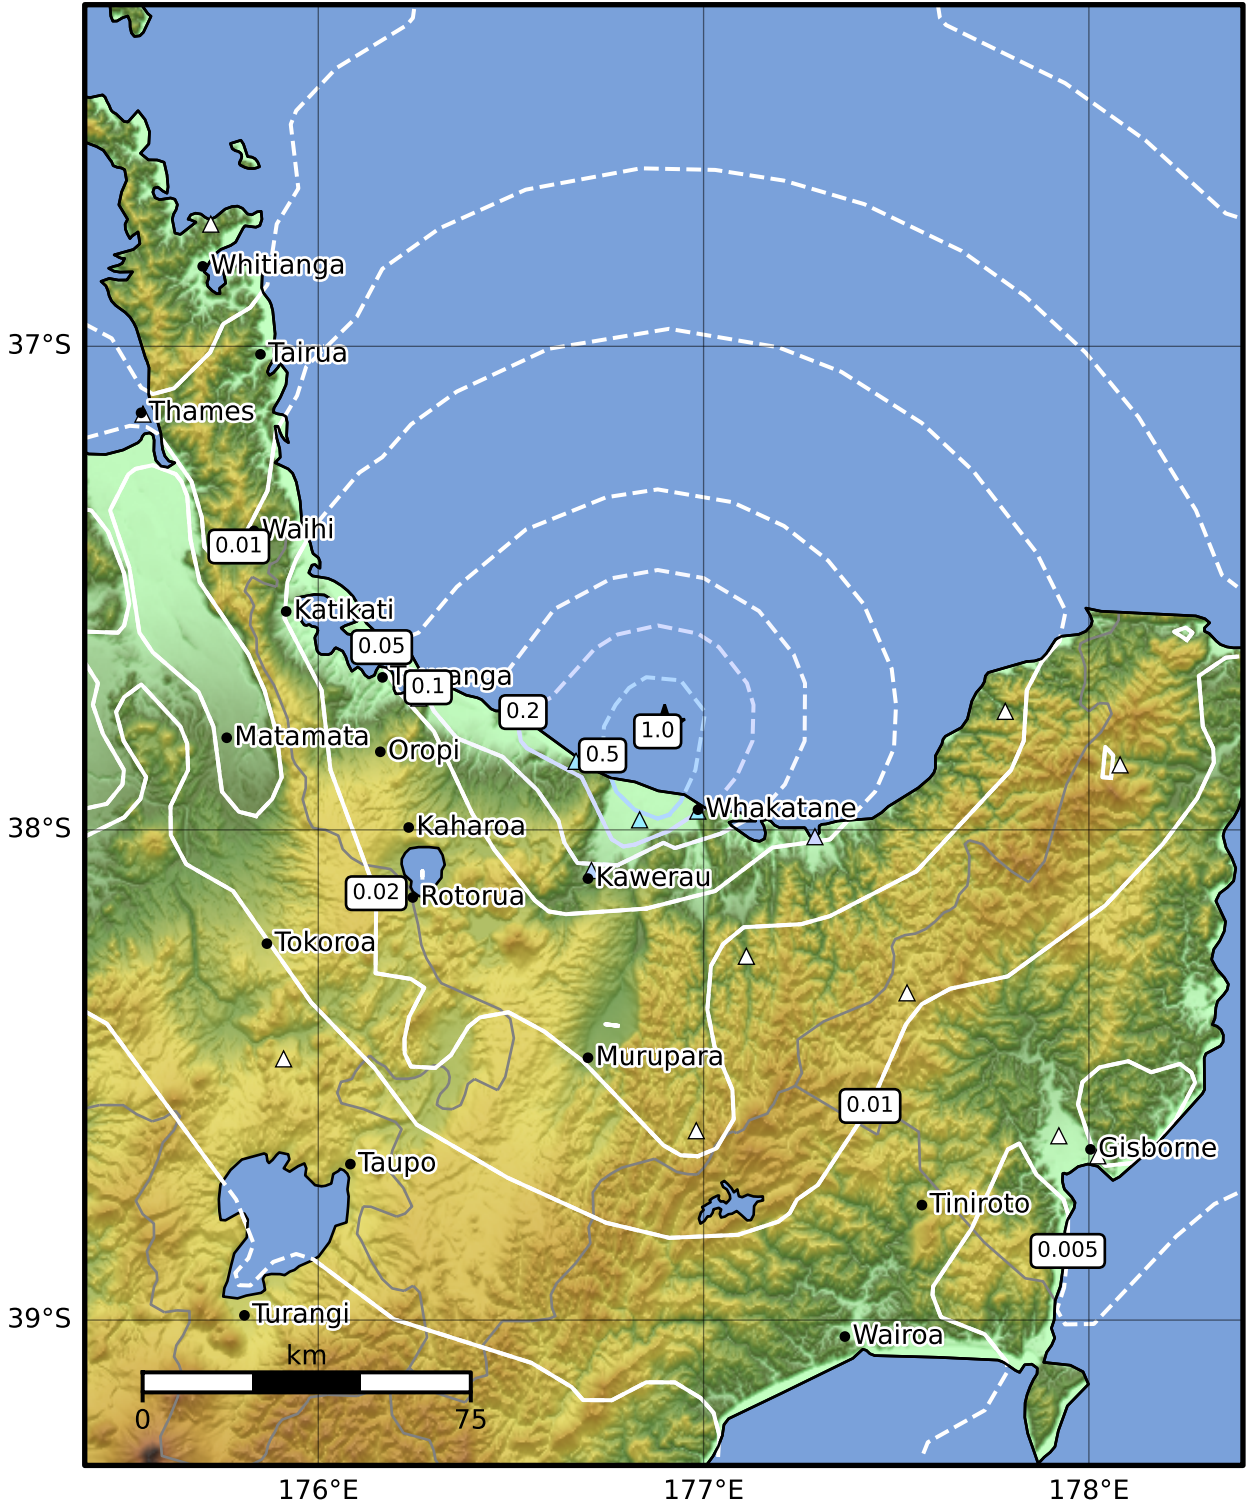 Whitianga
37°S
Tairua
Thames
Waihi
0.01
Katikati
0.05
Tauranga
0.1
0.2
1.0
Matamata
Oropi
0.5
Whakatane
38°S
Kaharoa
Kawerau
0.02
Rotorua
Tokoroa
Murupara
0.01
Gisborne
Taupo
Tiniroto
0.005
39°S
Turangi
Wairoa
km
0
75
176°E
177°E
178°E